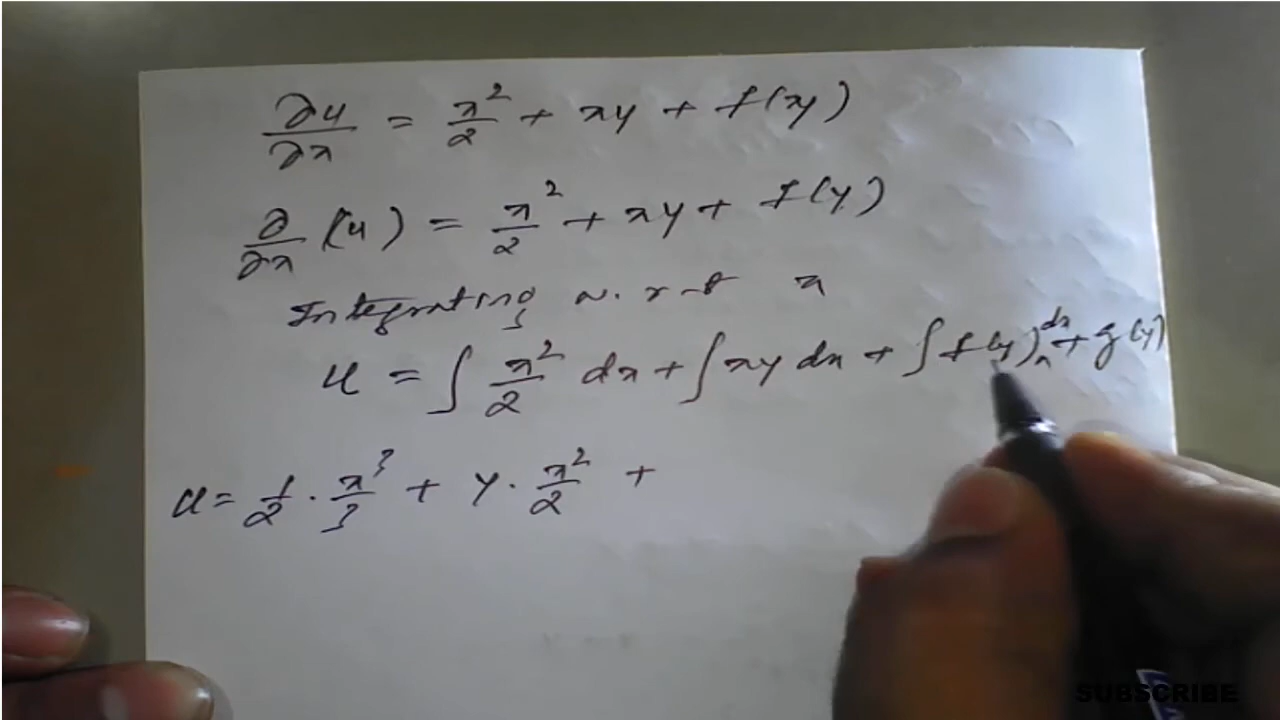 ∂u/∂x = x²/2 + xy + f(xy)
∂/∂x (u) = x²/2 + xy + f(y)
Integrating w.r.t x
u = ∫ x²/2 dx + ∫ xy dx + ∫ f(y) dx + g(y)
u = 1/2 · x³/3 + y · x²/2 +
SUBSCRIBE